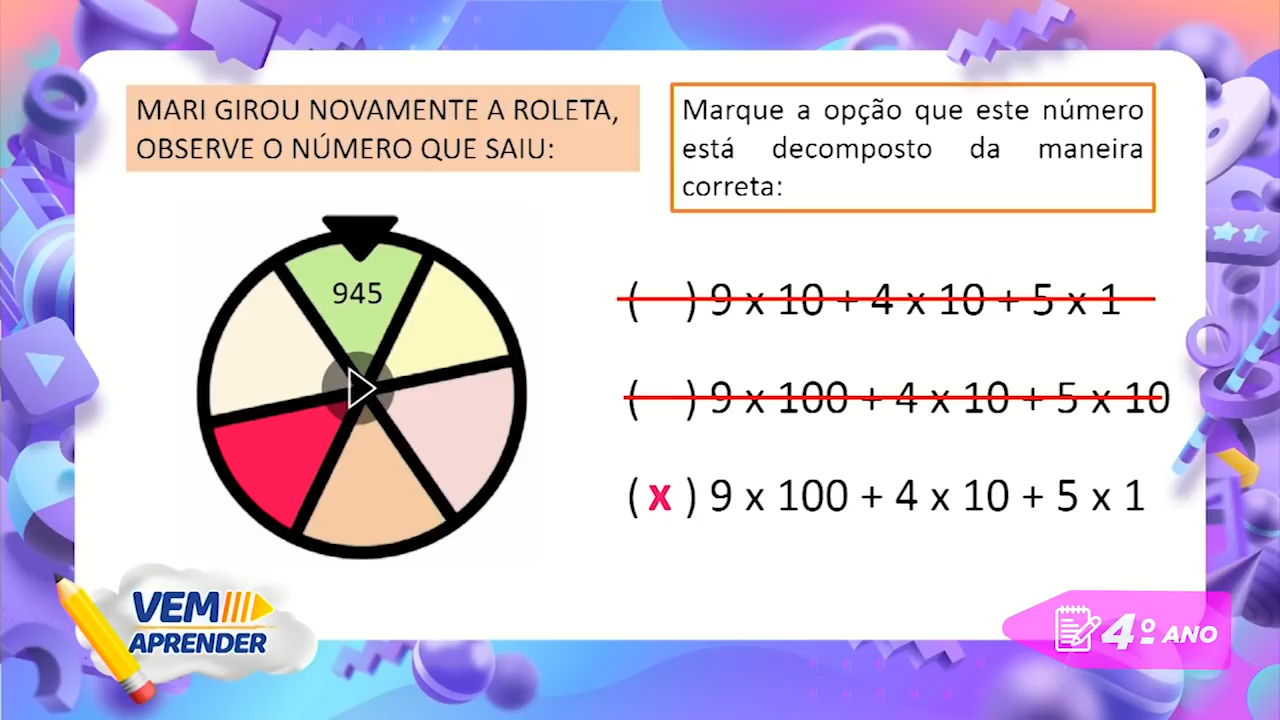 MARI GIROU NOVAMENTE A ROLETA,
OBSERVE O NÚMERO QUE SAIU:
Marque a opção que este número
está decomposto da maneira
correta:
945
( ) 9 x 10 + 4 x 10 + 5 x 1
( ) 9 x 100 + 4 x 10 + 5 x 10
( x ) 9 x 100 + 4 x 10 + 5 x 1
VEM
APRENDER
4º ANO